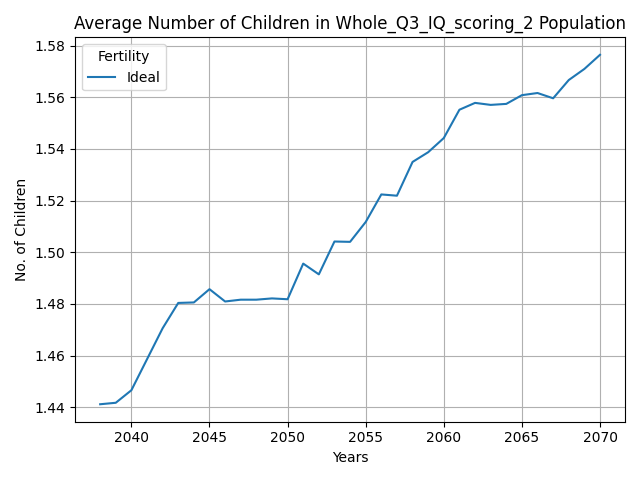 Average Number of Children in Whole_Q3_IQ_scoring_2 Population
Fertility
Ideal
No. of Children
1.58
1.56
1.54
1.52
1.50
1.48
1.46
1.44
2040 2045 2050 2055 2060 2065 2070
Years